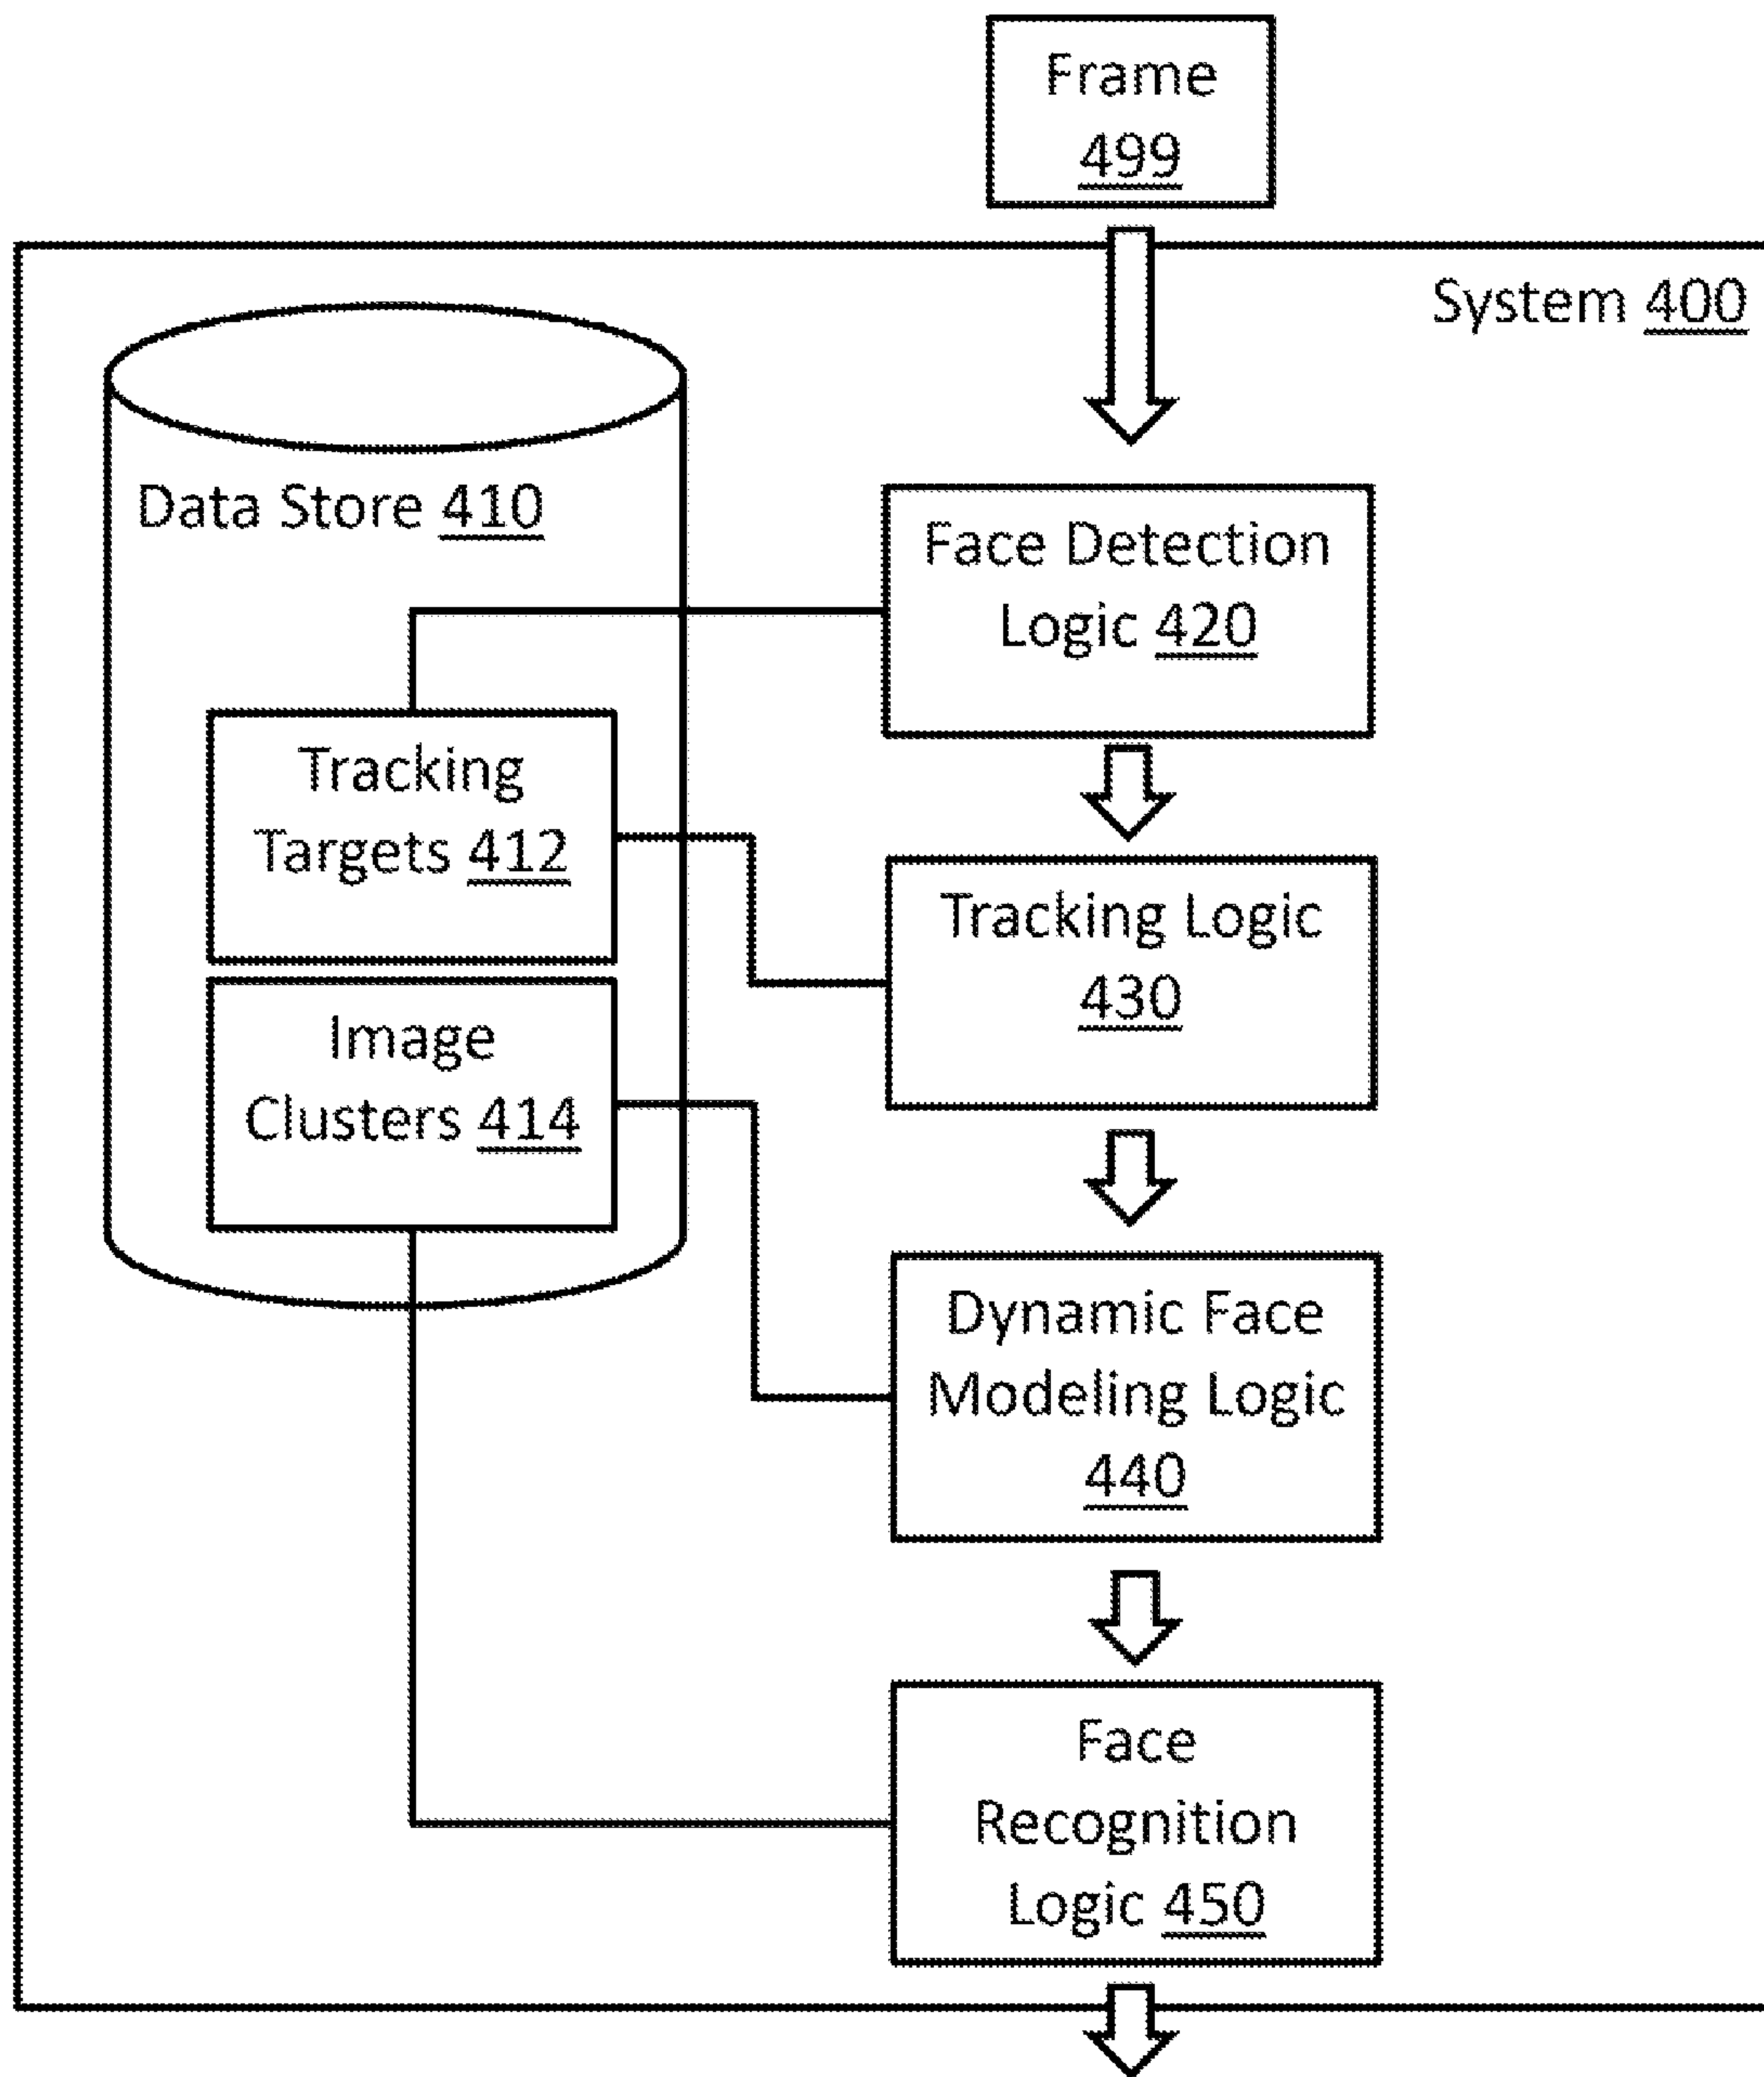 Frame
499
System 400
Data Store 410
Face Detection
Logic 420
Tracking
Targets 412
Tracking Logic
430
Image
Clusters 414
Dynamic Face
Modeling Logic
440
Face
Recognition
Logic 450